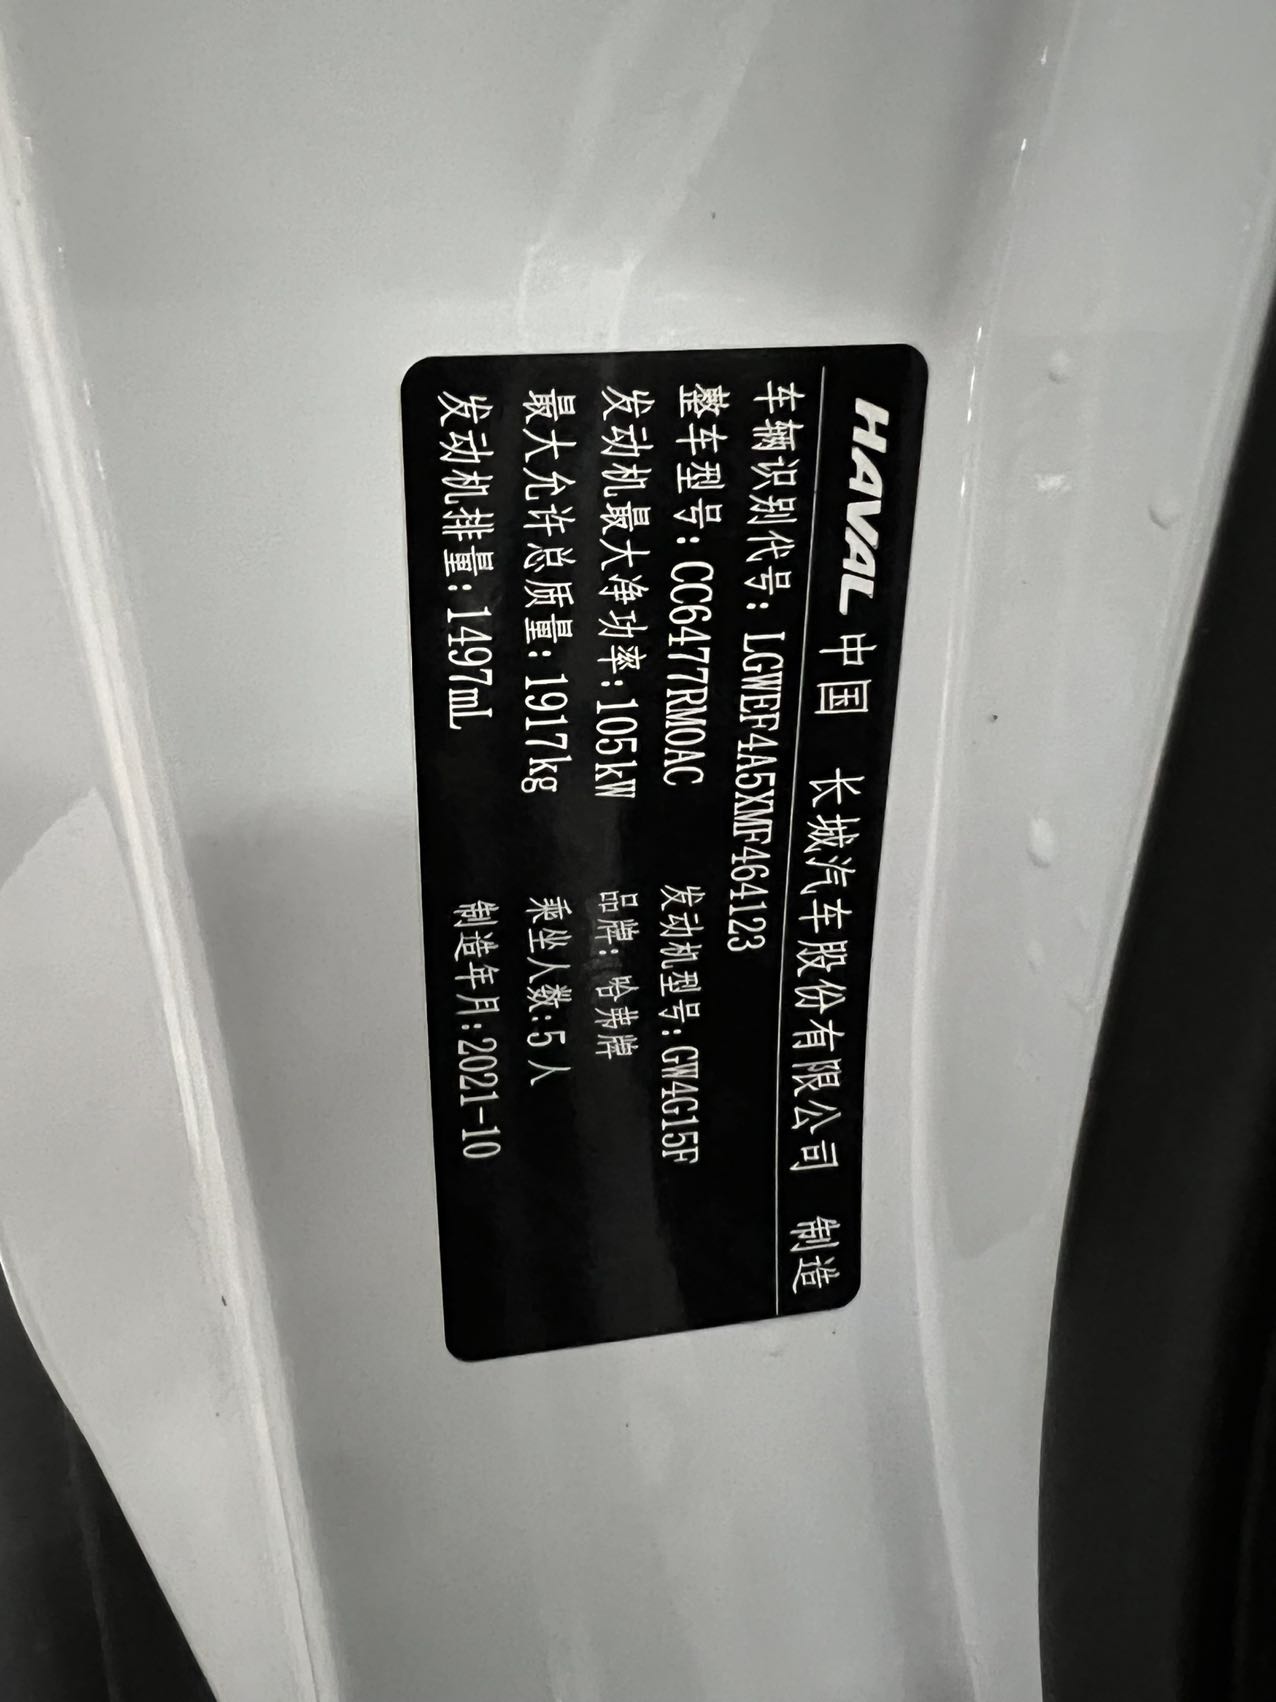 HAVAL 中国 长城汽车股份有限公司 制造
车辆识别代号: LGWEF4A5XMF464123
整车型号: CC6477RM0AC 发动机型号: GW4G15F
发动机最大净功率: 105kW 品牌: 哈弗牌
最大允许总质量: 1917kg 乘坐人数: 5 人
发动机排量: 1497mL 制造年月: 2021-10